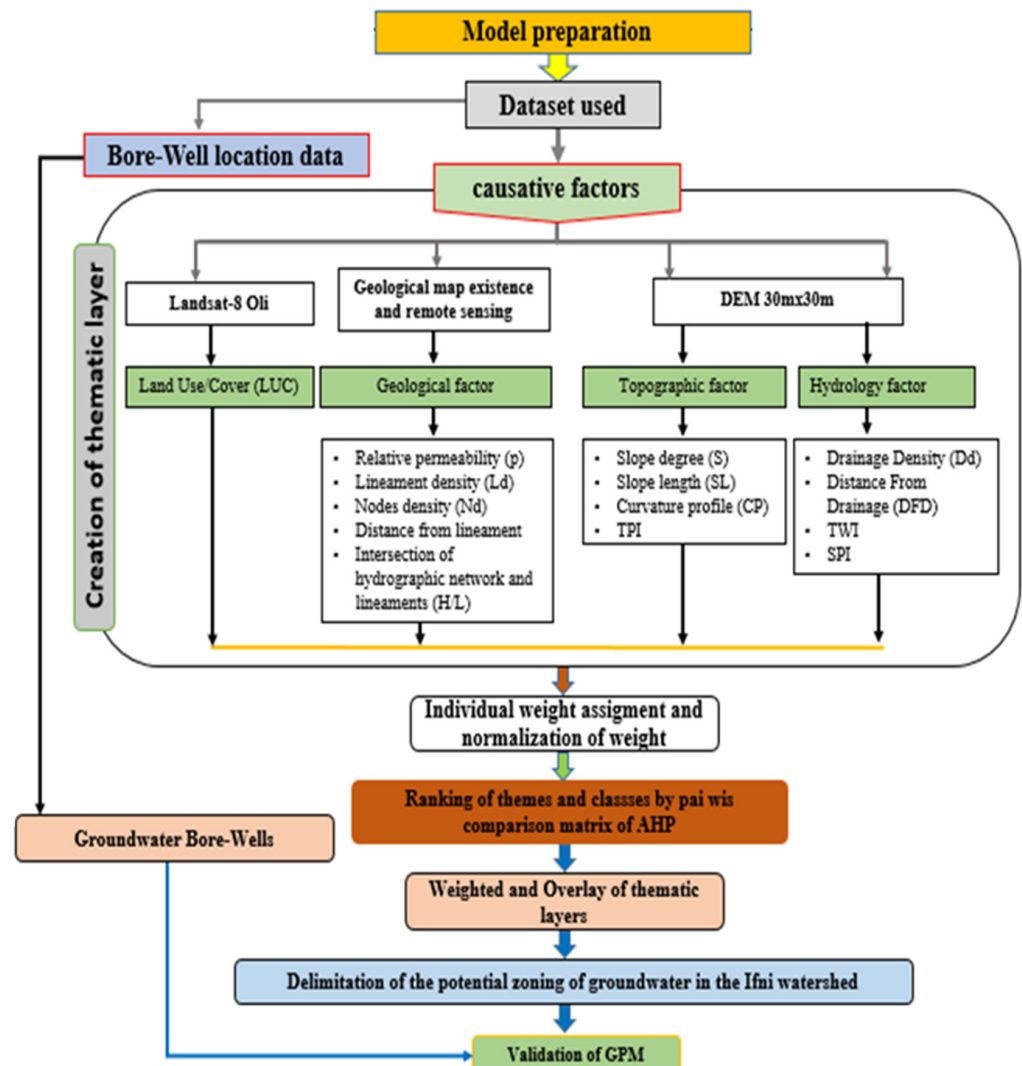 Model preparation
Dataset used
Bore-Well location data
causative factors
Creation of thematic layer
Landsat-8 Oli
Geological map existence
and remote sensing
DEM 30mx30m
Land Use/Cover (LUC)
Geological factor
Topographic factor
Hydrology factor
▪ Relative permeability (p)
▪ Lineament density (Ld)
▪ Nodes density (Nd)
▪ Distance from lineament
▪ Intersection of
hydrographic network and
lineaments (H/L)
▪ Slope degree (S)
▪ Slope length (SL)
▪ Curvature profile (CP)
▪ TPI
▪ Drainage Density (Dd)
▪ Distance From
Drainage (DFD)
▪ TWI
▪ SPI
Individual weight assigment and
normalization of weight
Ranking of themes and classses by pai wis
comparison matrix of AHP
Groundwater Bore-Wells
Weighted and Overlay of thematic
layers
Delimitation of the potential zoning of groundwater in the Ifni watershed
Validation of GPM